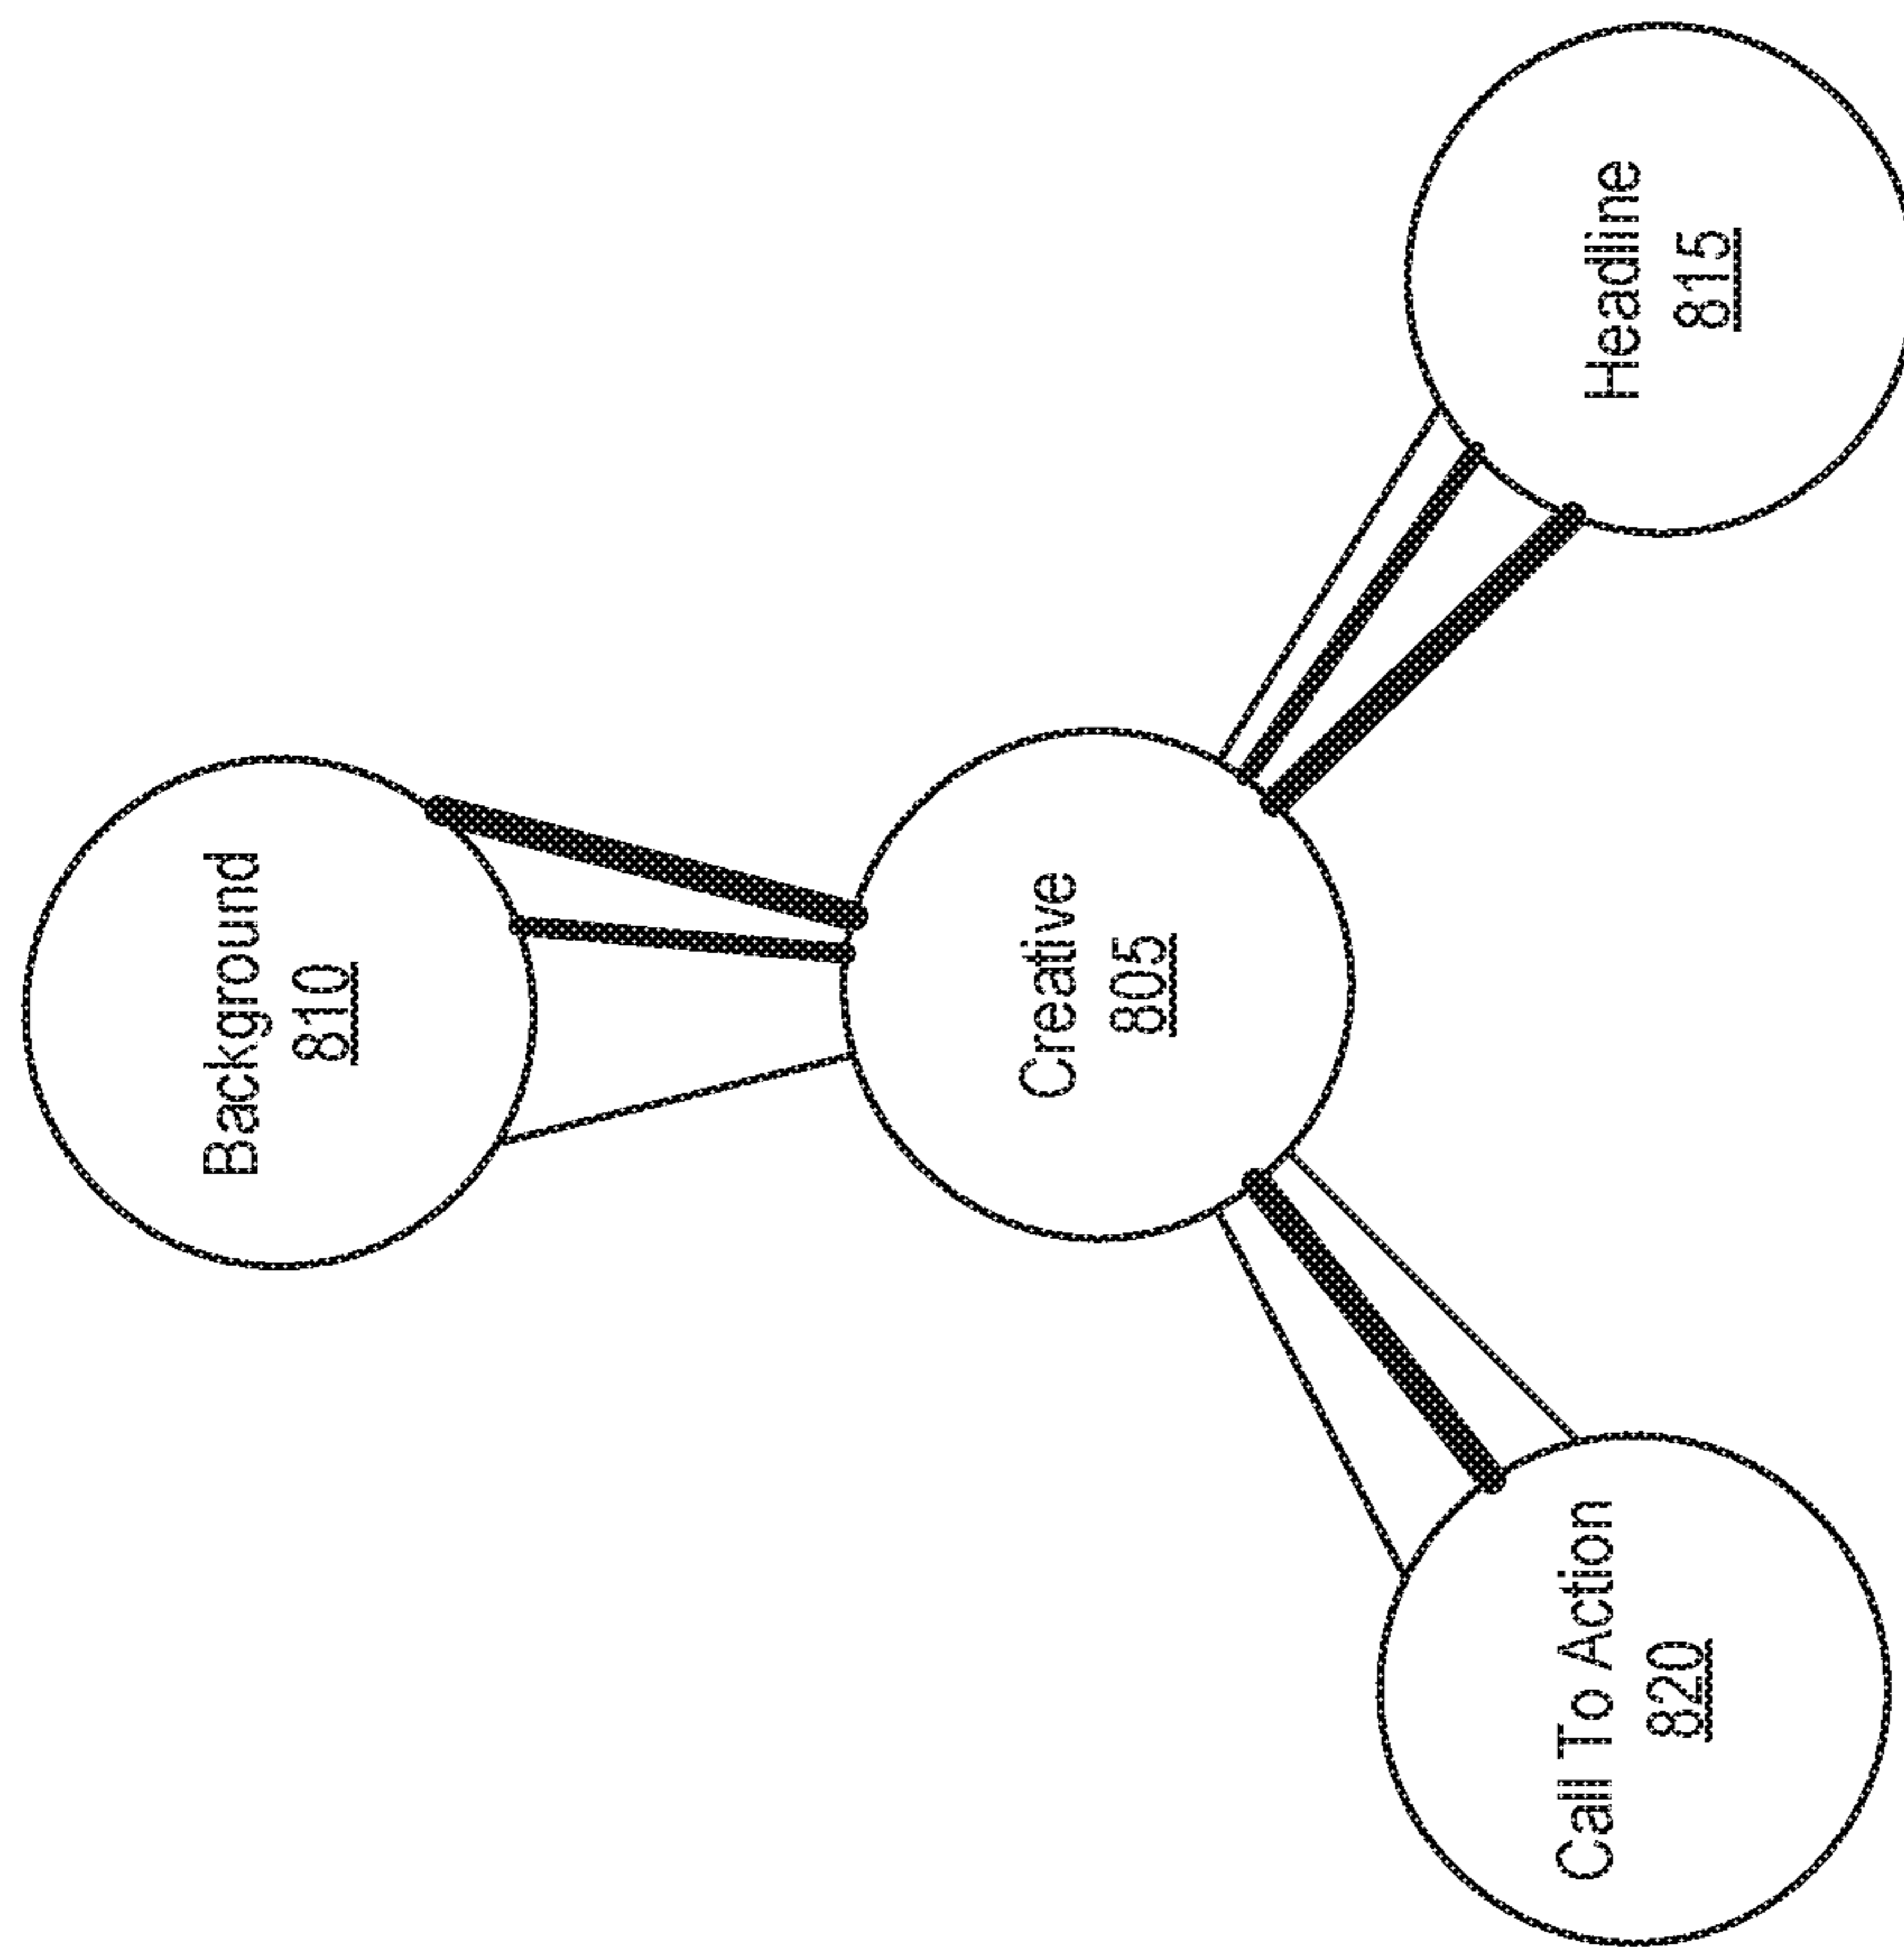 Background
810
Creative
805
Headline
815
Call To Action
820